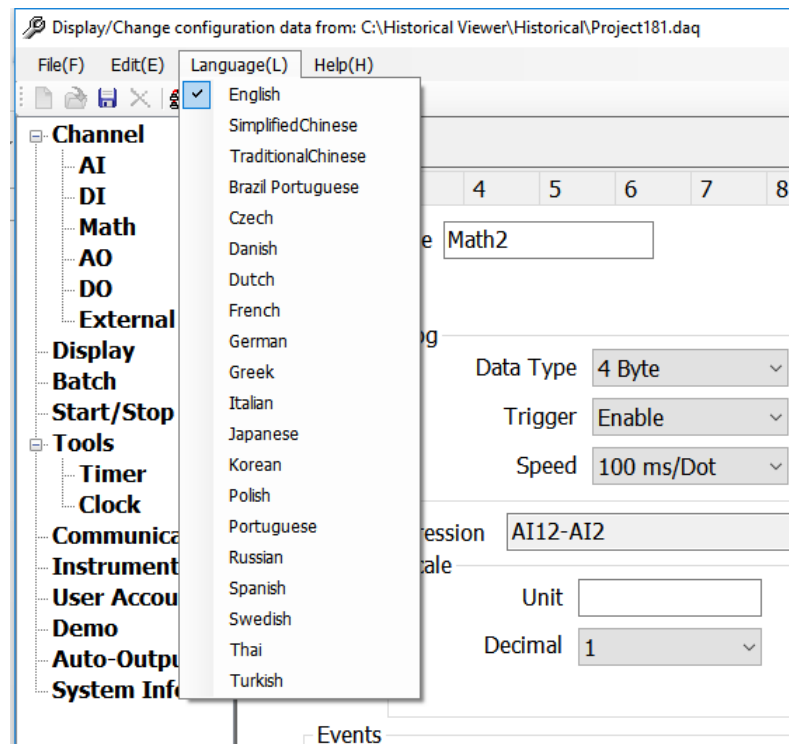 Display/Change configuration data from: C:\Historical Viewer\Historical\Project181.daq
File(F) Edit(E) Language(L) Help(H)
English
SimplifiedChinese
TraditionalChinese
Brazil Portuguese
Czech
Danish
Dutch
French
German
Greek
Italian
Japanese
Korean
Polish
Portuguese
Russian
Spanish
Swedish
Thai
Turkish
Channel
AI
DI
Math
AO
DO
External
Display
Batch
Start/Stop
Tools
Timer
Clock
Communica
Instrument
User Accou
Demo
Auto-Outpu
System Inf
4 5 6 7 8
e Math2
og
Data Type 4 Byte
Trigger Enable
Speed 100 ms/Dot
ression AI12-AI2
cale
Unit
Decimal 1
Events